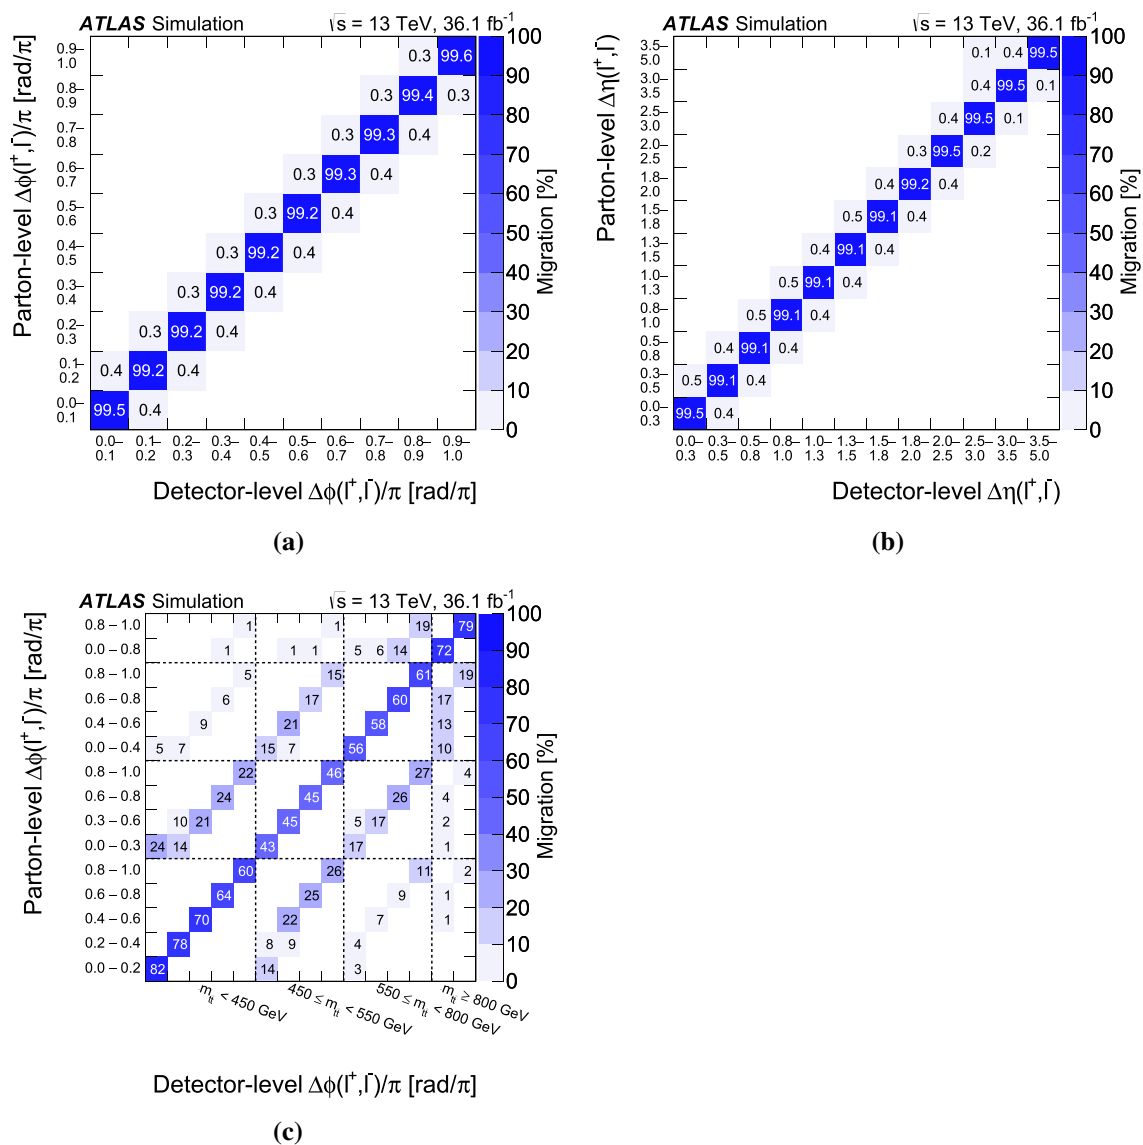 ATLAS Simulation √s = 13 TeV, 36.1 fb⁻¹
Parton-level Δφ(l⁺,l⁻)/π [rad/π]
0.9– 1.0 0.3 99.6
0.8– 0.9 0.3 99.4 0.3
0.7– 0.8 0.3 99.3 0.4
0.6– 0.7 0.3 99.3 0.4
0.5– 0.6 0.3 99.2 0.4
0.4– 0.5 0.3 99.2 0.4
0.3– 0.4 0.3 99.2 0.4
0.2– 0.3 0.3 99.2 0.4
0.1– 0.2 0.4 99.2 0.4
0.0– 0.1 99.5 0.4
0.0– 0.1– 0.2– 0.3– 0.4– 0.5– 0.6– 0.7– 0.8– 0.9–
0.1 0.2 0.3 0.4 0.5 0.6 0.7 0.8 0.9 1.0
Detector-level Δφ(l⁺,l⁻)/π [rad/π]
100
90
80
70
60
50
40
30
20
10
0
Migration [%]
(a)
ATLAS Simulation √s = 13 TeV, 36.1 fb⁻¹
Parton-level Δη(l⁺,l⁻)
3.5– 5.0 0.1 0.4 99.5
3.0– 3.5 0.4 99.5 0.1
2.5– 3.0 0.4 99.5 0.1
2.0– 2.5 0.3 99.5 0.2
1.8– 2.0 0.4 99.2 0.4
1.5– 1.8 0.5 99.1 0.4
1.3– 1.5 0.4 99.1 0.4
1.0– 1.3 0.5 99.1 0.4
0.8– 1.0 0.5 99.1 0.4
0.5– 0.8 0.4 99.1 0.4
0.3– 0.5 0.5 99.1 0.4
0.0– 0.3 99.5 0.4
0.0– 0.3– 0.5– 0.8– 1.0– 1.3– 1.5– 1.8– 2.0– 2.5– 3.0– 3.5–
0.3 0.5 0.8 1.0 1.3 1.5 1.8 2.0 2.5 3.0 3.5 5.0
Detector-level Δη(l⁺,l⁻)
100
90
80
70
60
50
40
30
20
10
0
Migration [%]
(b)
ATLAS Simulation √s = 13 TeV, 36.1 fb⁻¹
Parton-level Δφ(l⁺,l⁻)/π [rad/π]
0.8 – 1.0 1 1 19 79
0.0 – 0.8 1 1 1 5 6 14 72
0.8 – 1.0 5 15 61 19
0.6 – 0.8 6 17 60 17
0.4 – 0.6 9 21 58 13
0.0 – 0.4 5 7 15 7 56 10
0.8 – 1.0 22 46 27 4
0.6 – 0.8 24 45 26 4
0.3 – 0.6 10 21 45 5 17 2
0.0 – 0.3 24 14 43 17 1
0.8 – 1.0 60 26 11 2
0.6 – 0.8 64 25 9 1
0.4 – 0.6 70 22 7 1
0.2 – 0.4 78 8 9 4
0.0 – 0.2 82 14 3
m_tt < 450 GeV
450 ≤ m_tt < 550 GeV
550 ≤ m_tt < 800 GeV
m_tt ≥ 800 GeV
Detector-level Δφ(l⁺,l⁻)/π [rad/π]
100
90
80
70
60
50
40
30
20
10
0
Migration [%]
(c)